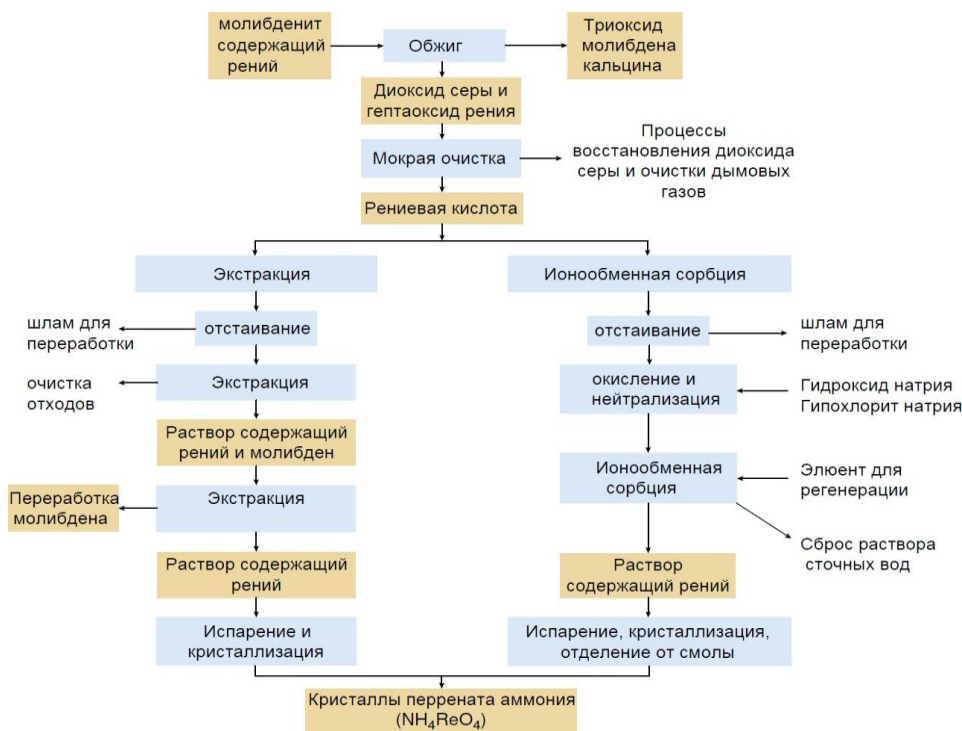 молибденит
содержащий
рений
Обжиг
Триоксид
молибдена
кальцина
Диоксид серы и
гептаоксид рения
Мокрая очистка
Процессы
восстановления диоксида
серы и очистки дымовых
газов
Рениевая кислота
Экстракция
Ионообменная сорбция
шлам для
переработки
отстаивание
отстаивание
шлам для
переработки
очистка
отходов
Экстракция
окисление и
нейтрализация
Гидроксид натрия
Гипохлорит натрия
Раствор содержащий
рений и молибден
Переработка
молибдена
Экстракция
Ионообменная
сорбция
Элюент для
регенерации
Сброс раствора
сточных вод
Раствор содержащий
рений
Раствор
содержащий рений
Испарение и
кристаллизация
Испарение, кристаллизация,
отделение от смолы
Кристаллы перрената аммония
(NH₄ReO₄)